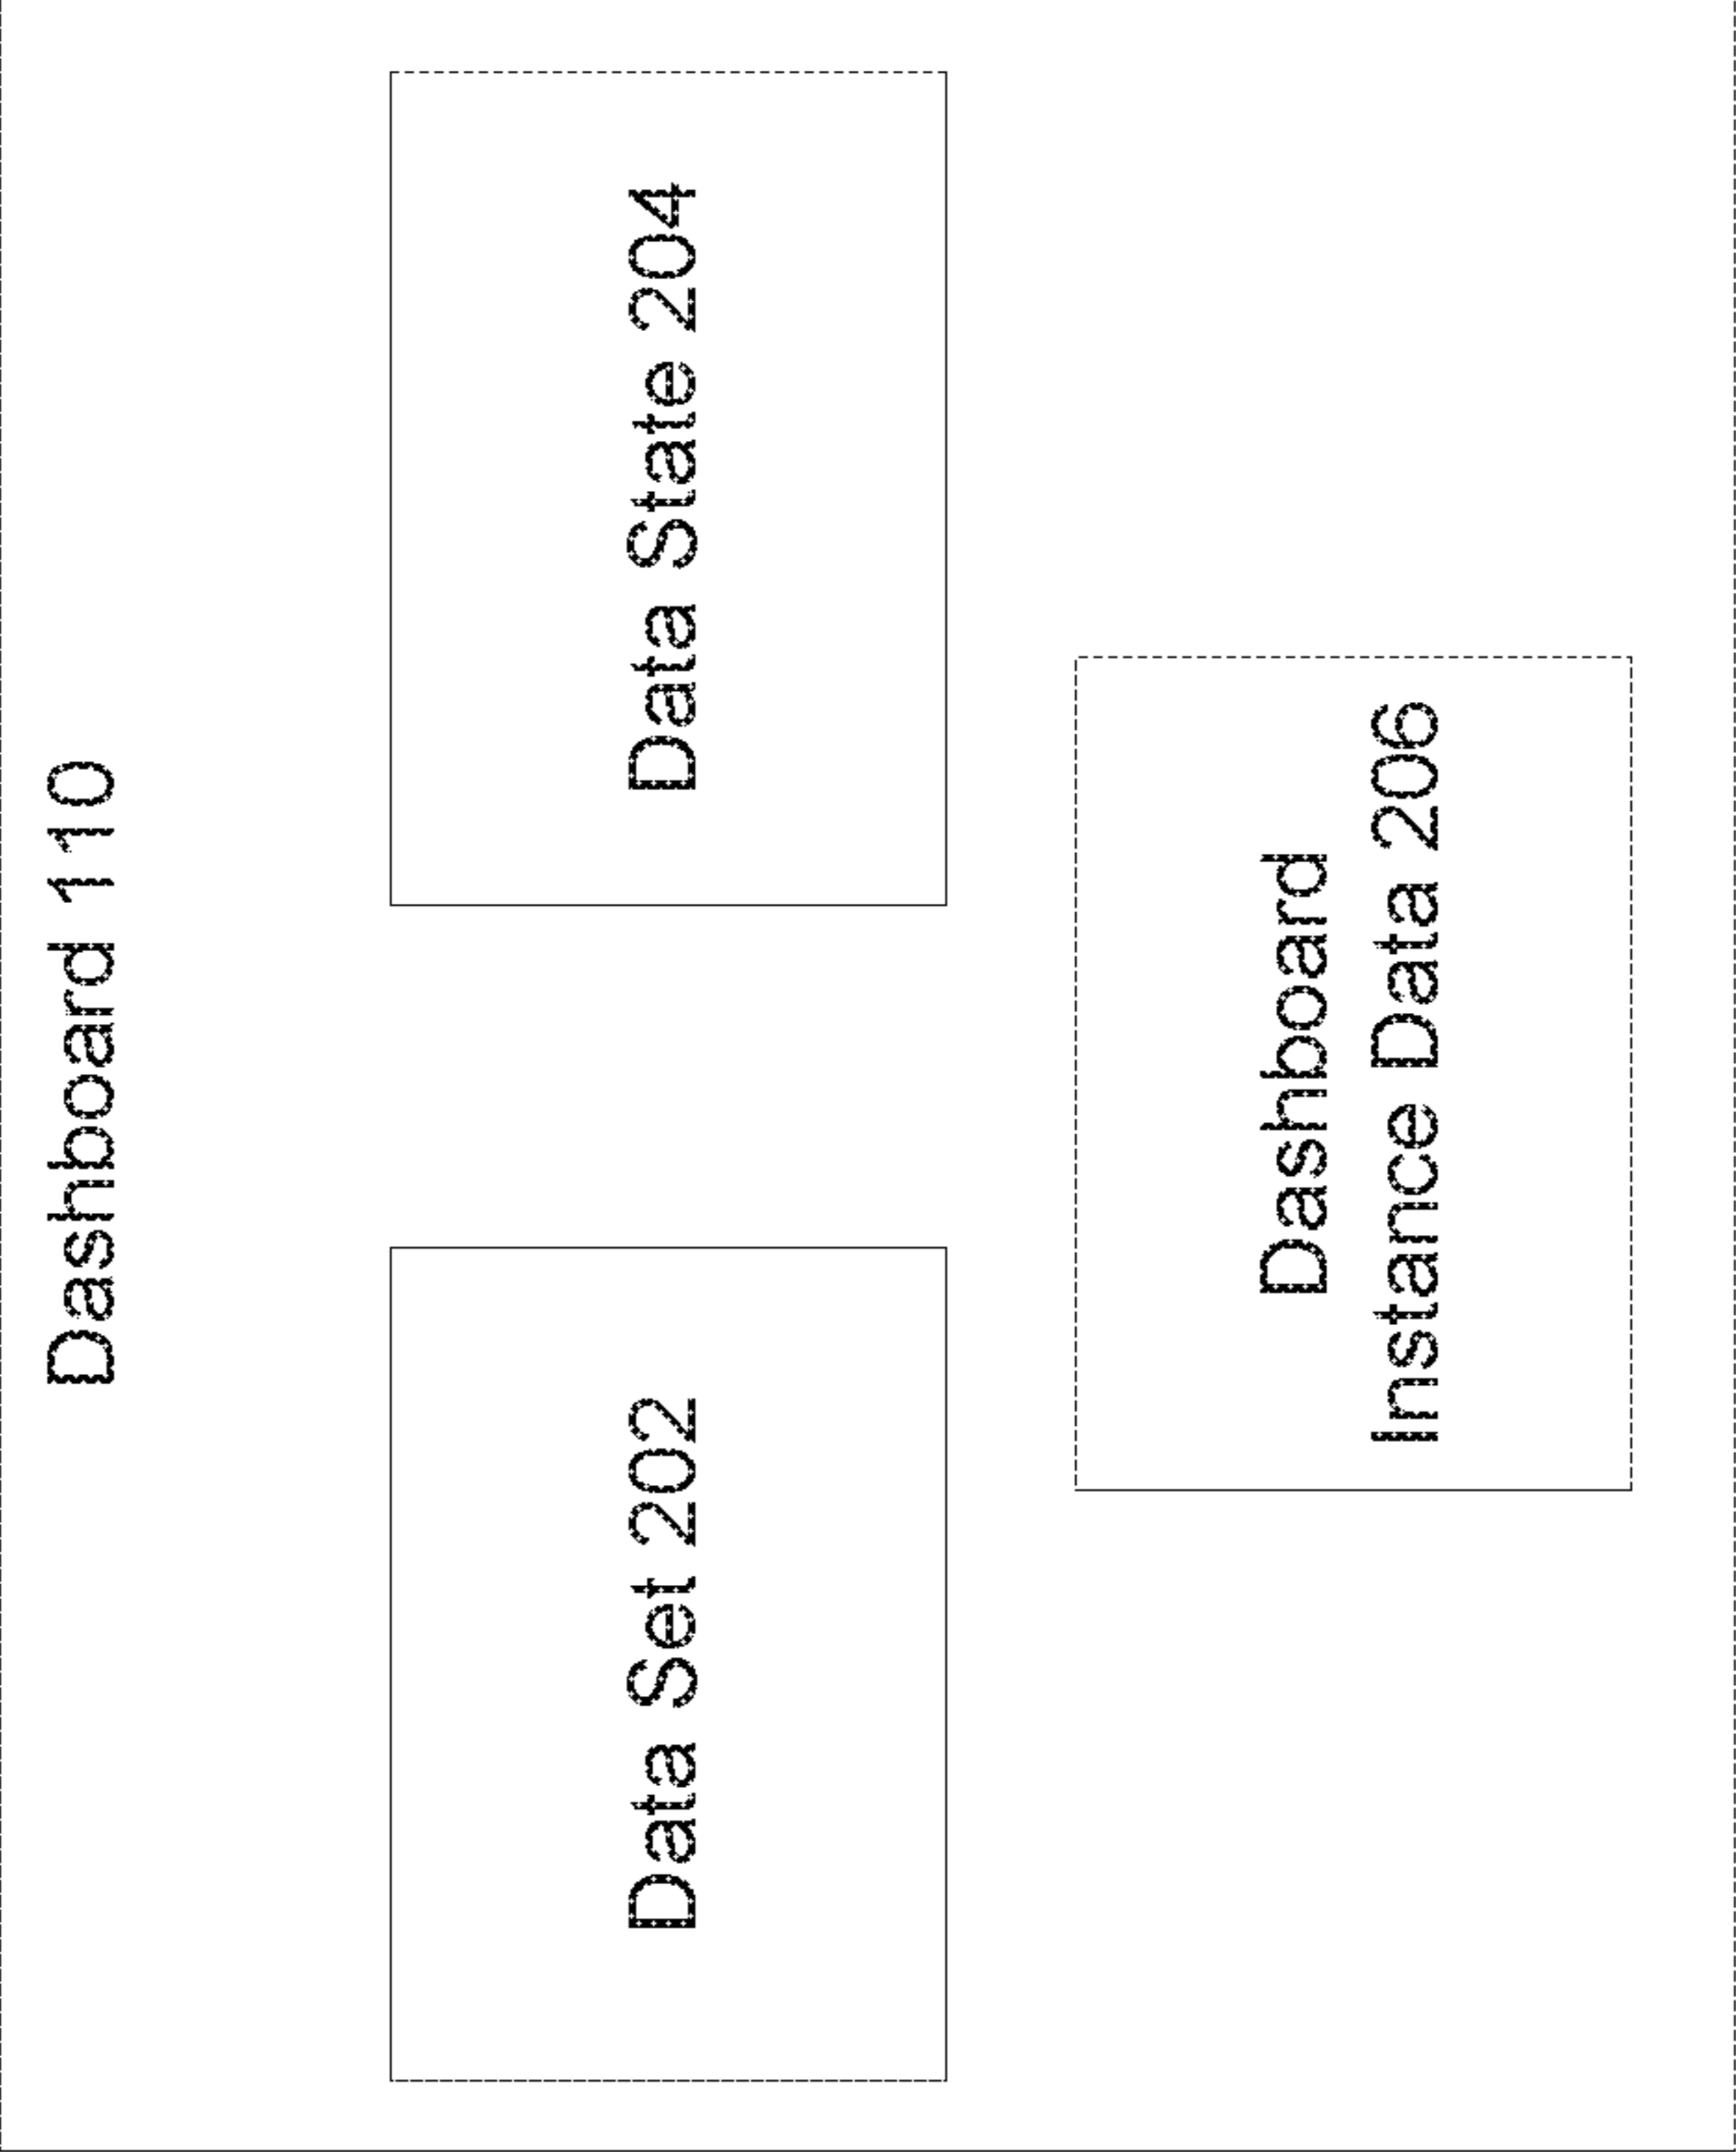 Dashboard 110
Data Set 202
Data State 204
Dashboard
Instance Data 206